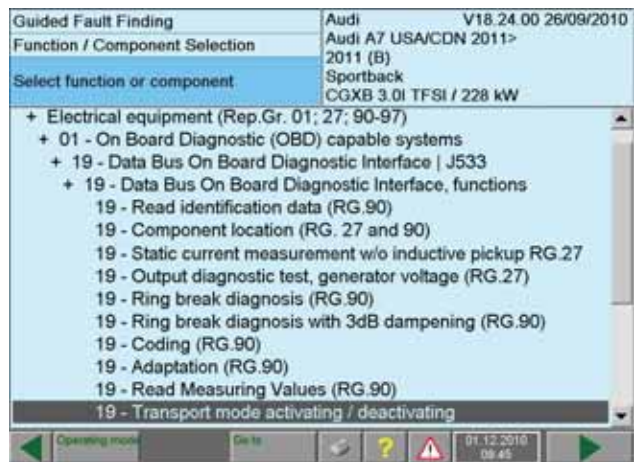 Guided Fault Finding
Function / Component Selection
Select function or component
Audi V18.24.00 26/09/2010
Audi A7 USA/CDN 2011>
2011 (B)
Sportback
CGXB 3.0l TFSI / 228 kW
+ Electrical equipment (Rep.Gr. 01; 27; 90-97)
+ 01 - On Board Diagnostic (OBD) capable systems
+ 19 - Data Bus On Board Diagnostic Interface | J533
+ 19 - Data Bus On Board Diagnostic Interface, functions
19 - Read identification data (RG.90)
19 - Component location (RG. 27 and 90)
19 - Static current measurement w/o inductive pickup RG.27
19 - Output diagnostic test, generator voltage (RG.27)
19 - Ring break diagnosis (RG.90)
19 - Ring break diagnosis with 3dB dampening (RG.90)
19 - Coding (RG.90)
19 - Adaptation (RG.90)
19 - Read Measuring Values (RG.90)
19 - Transport mode activating / deactivating
Operating mode
Go to
?
01.12.2010
09:45